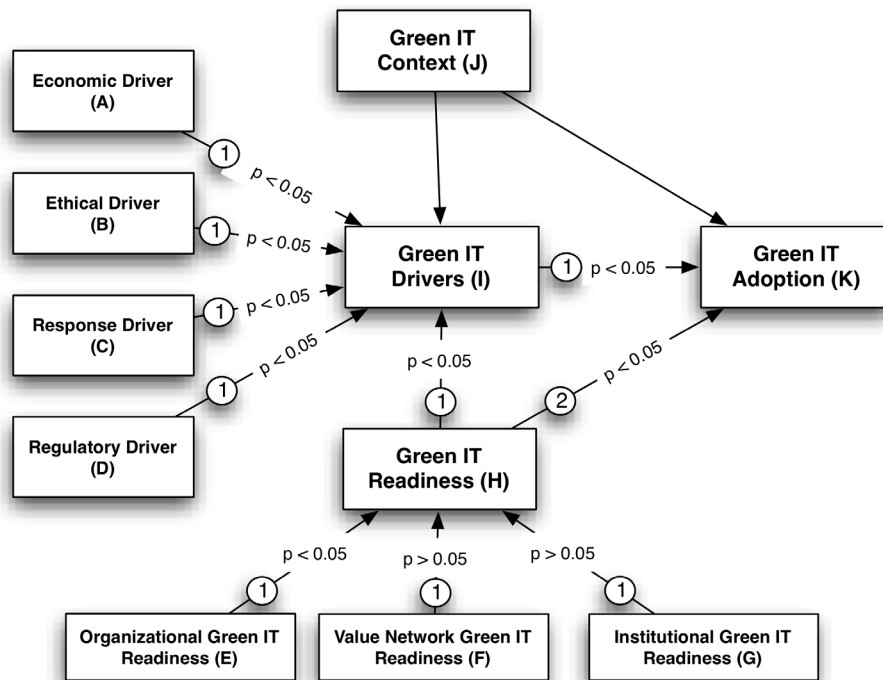 Green IT
Context (J)
Economic Driver
(A)
1
p < 0.05
Ethical Driver
(B)
1
p < 0.05
Green IT
Drivers (I)
1
p < 0.05
Green IT
Adoption (K)
Response Driver
(C)
1
p < 0.05
Regulatory Driver
(D)
1
p < 0.05
p < 0.05
1
2
p < 0.05
Green IT
Readiness (H)
p < 0.05
p > 0.05
p > 0.05
1
1
1
Organizational Green IT
Readiness (E)
Value Network Green IT
Readiness (F)
Institutional Green IT
Readiness (G)